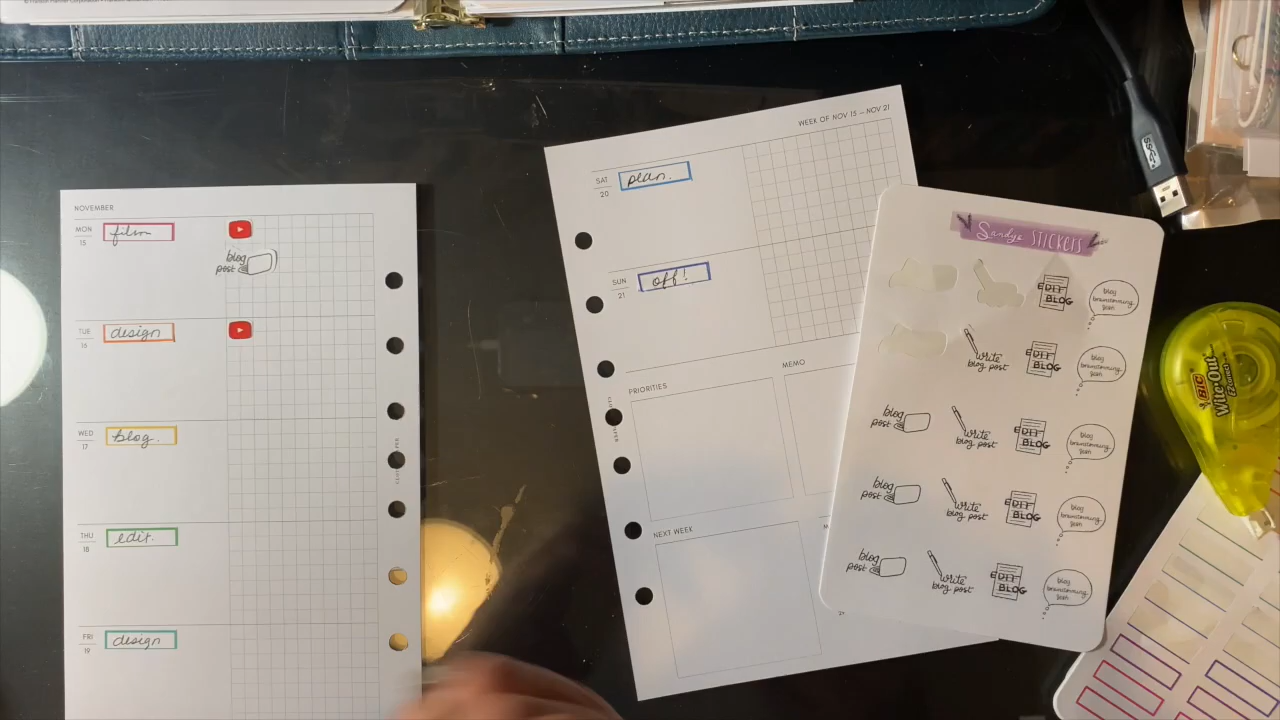 NOVEMBER
MON
15
film
blog
post
TUE
16
design
WED
17
blog.
THU
18
edit.
FRI
19
design
WEEK OF NOV 15 – NOV 21
SAT
20
plan.
SUN
21
off!
PRIORITIES
MEMO
NEXT WEEK
Sandye STICKERS
EDIT
BLOG
blog
brainstorming
sesh
write
blog post
EDIT
BLOG
blog
brainstorming
sesh
blog
post
write
blog post
EDIT
BLOG
blog
brainstorming
sesh
blog
post
write
blog post
EDIT
BLOG
blog
brainstorming
sesh
blog
post
write
blog post
EDIT
BLOG
blog
brainstorming
sesh
BIC
Wite·Out
EZcorrect
SS